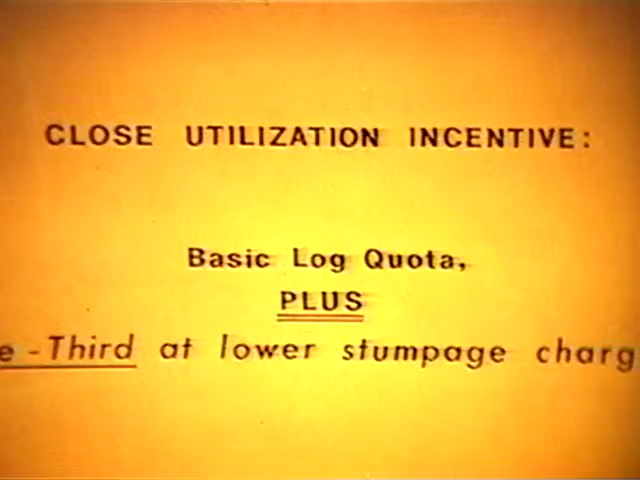 CLOSE UTILIZATION INCENTIVE:
Basic Log Quota,
PLUS
e-Third at lower stumpage charg